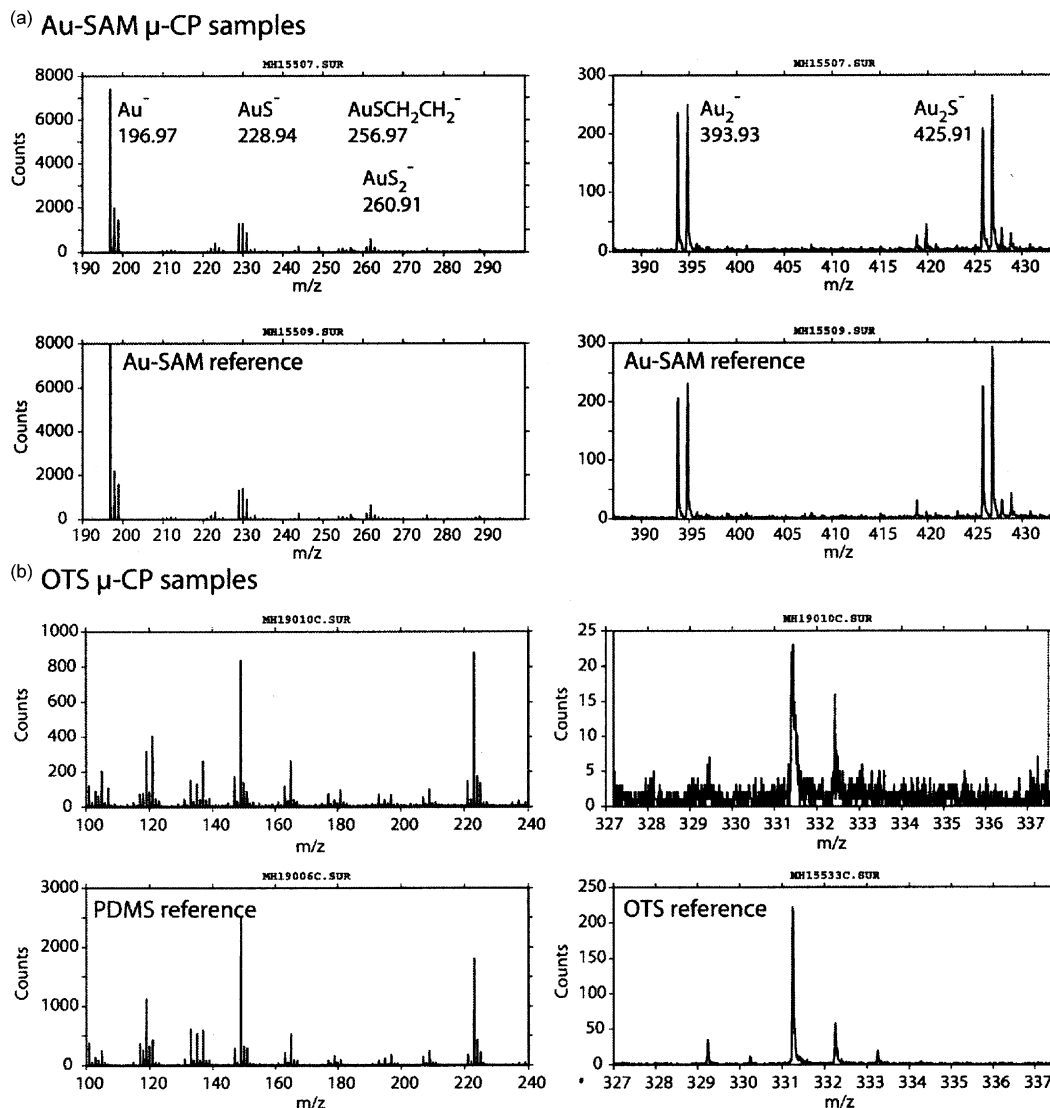 (a) Au-SAM μ-CP samples
MH15507.SUR
8000
6000
4000
2000
0
Counts
Au⁻
196.97
AuS⁻
228.94
AuSCH₂CH₂⁻
256.97
AuS₂⁻
260.91
190 200 210 220 230 240 250 260 270 280 290
m/z
MH15507.SUR
300
200
100
0
Counts
Au₂⁻
393.93
Au₂S⁻
425.91
390 395 400 405 410 415 420 425 430
m/z
MH15509.SUR
8000
6000
4000
2000
0
Counts
Au-SAM reference
190 200 210 220 230 240 250 260 270 280 290
m/z
MH15509.SUR
300
200
100
0
Counts
Au-SAM reference
390 395 400 405 410 415 420 425 430
m/z
(b) OTS μ-CP samples
MH19010C.SUR
1000
800
600
400
200
0
Counts
100 120 140 160 180 200 220 240
m/z
MH19010C.SUR
25
20
15
10
5
0
Counts
327 328 329 330 331 332 333 334 335 336 337
m/z
MH19006C.SUR
3000
2000
1000
0
Counts
PDMS reference
100 120 140 160 180 200 220 240
m/z
MH15533C.SUR
250
200
150
100
50
0
Counts
OTS reference
327 328 329 330 331 332 333 334 335 336 337
m/z